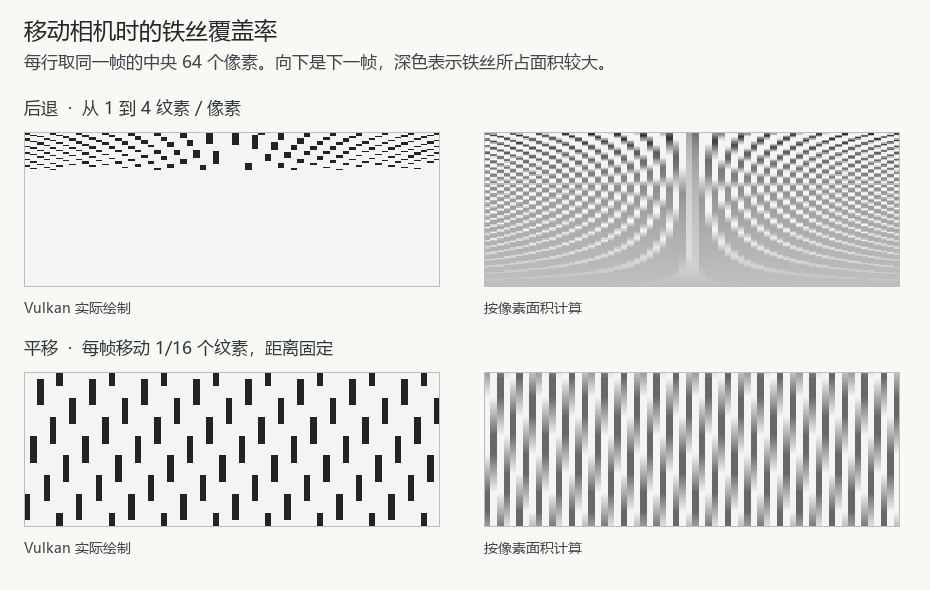 移动相机时的铁丝覆盖率
每行取同一帧的中央 64 个像素。向下是下一帧，深色表示铁丝所占面积较大。
后退 · 从 1 到 4 纹素 / 像素
Vulkan 实际绘制
按像素面积计算
平移 · 每帧移动 1/16 个纹素，距离固定
Vulkan 实际绘制
按像素面积计算